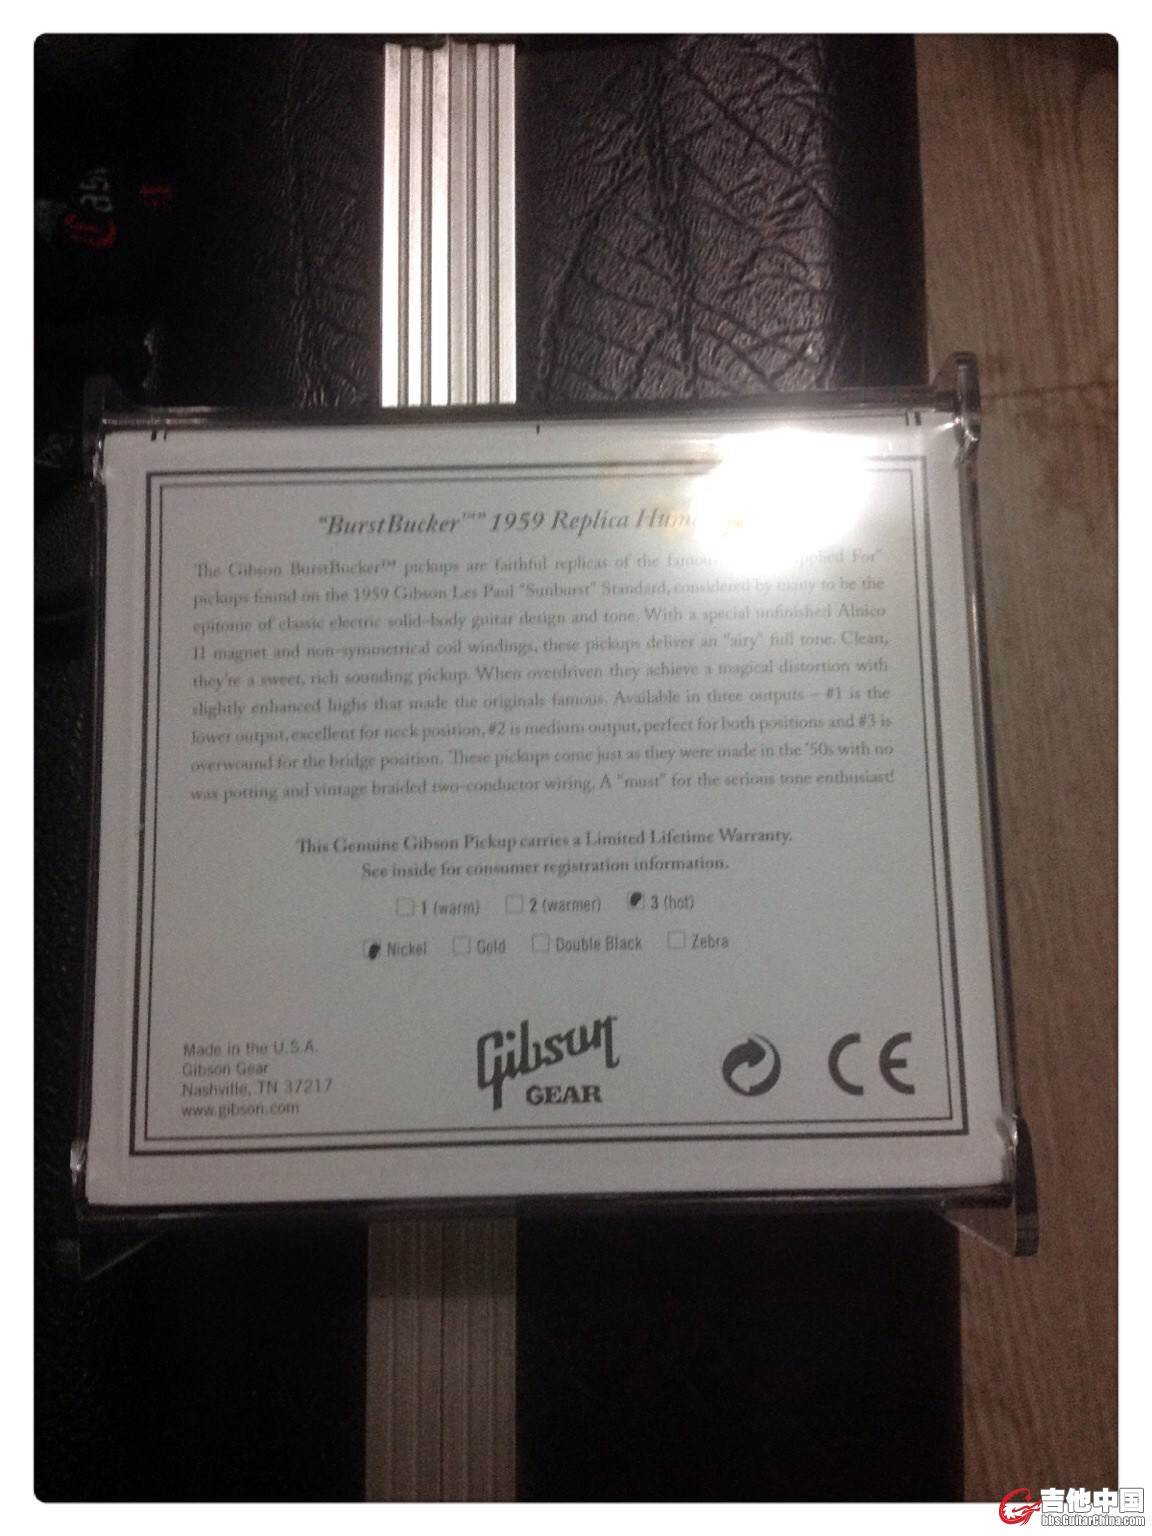 "BurstBucker™" 1959 Replica
The Gibson BurstBucker™ pickups are faithful replicas of the For"
pickups found on the 1959 Gibson Les Paul "Sunburst" Standard, considered by many to be the
epitome of classic electric solid-body guitar design and tone. With a special unfinished Alnico
II magnet and non-symmetrical coil windings, these pickups deliver an "airy" full tone. Clean,
they're a sweet, rich sounding pickup. When overdriven they achieve a magical distortion with
slightly enhanced highs that made the originals famous. Available in three outputs – #1 is the
lower output, excellent for neck position, #2 is medium output, perfect for both positions and #3 is
overwound for the bridge position. These pickups come just as they were made in the '50s with no
wax potting and vintage braided two-conductor wiring. A "must" for the serious tone enthusiast!
This Genuine Gibson Pickup carries a Limited Lifetime Warranty.
See inside for consumer registration information.
1 (warm) 2 (warmer) 3 (hot)
Nickel Gold Double Black Zebra
Made in the U.S.A.
Gibson Gear
Nashville, TN 37217
www.gibson.com
Gibson
GEAR
CE
吉他中国
bbs.GuitarChina.com